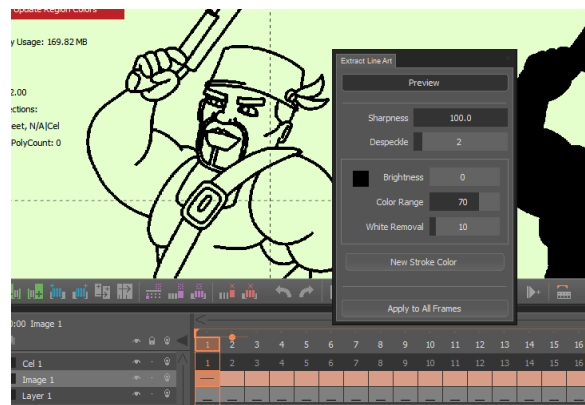 Update Region Colors
y Usage: 169.82 MB
2.00
ections:
eet, N/A|Cel
PolyCount: 0
Extract Line Art
Preview
Sharpness 100.0
Despeckle 2
Brightness 0
Color Range 70
White Removal 10
New Stroke Color
Apply to All Frames
0:00 Image 1
1 2 3 4 5 6 7 8 9 10 11 12 13 14 15 16
Cel 1 1 2 3 4 5 6 7 8 9 10 11 12 13 14 15 16
Image 1
Layer 1